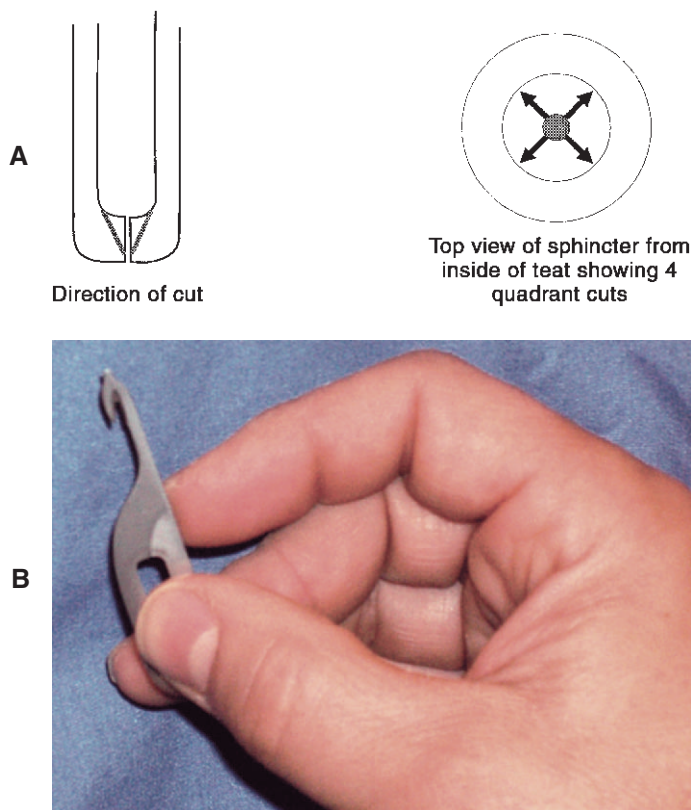 A
Direction of cut
Top view of sphincter from
inside of teat showing 4
quadrant cuts
B